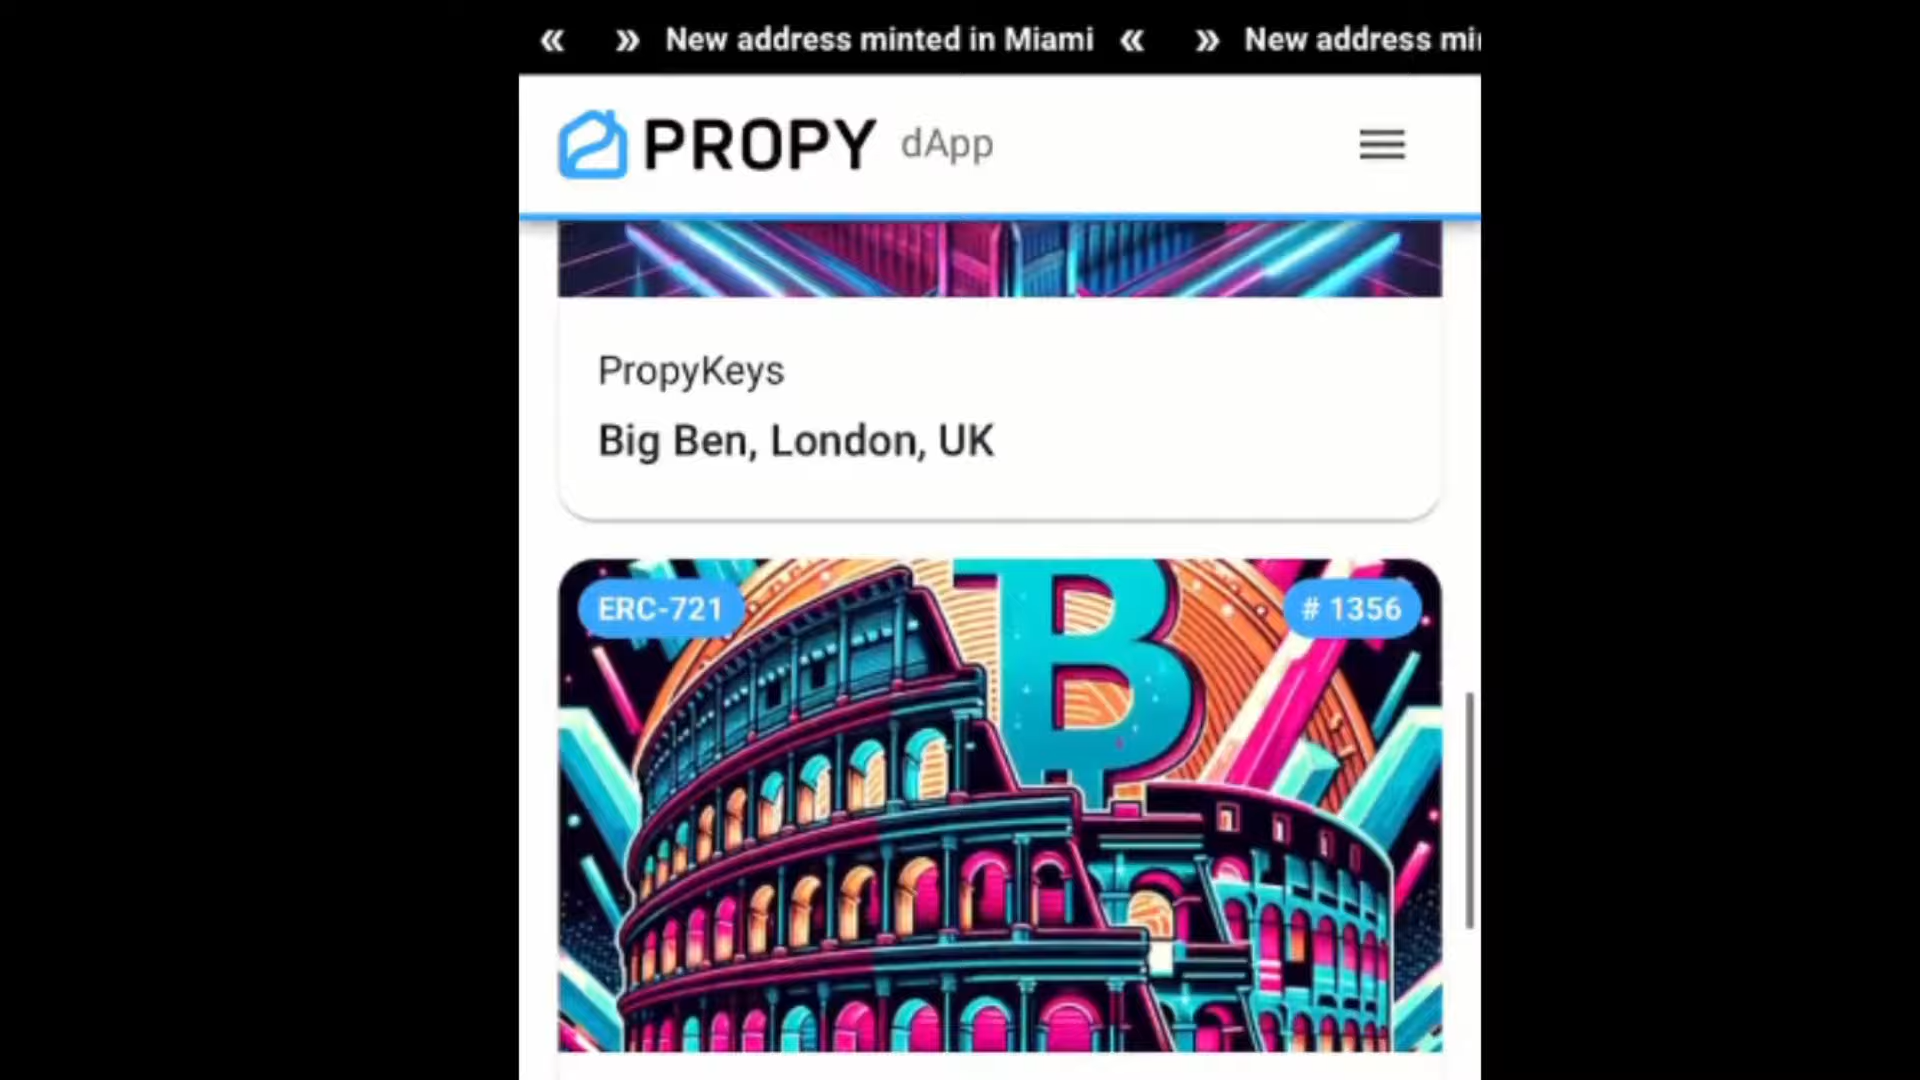 « » New address minted in Miami « » New address mi
PROPY dApp
PropyKeys
Big Ben, London, UK
ERC-721
# 1356
B